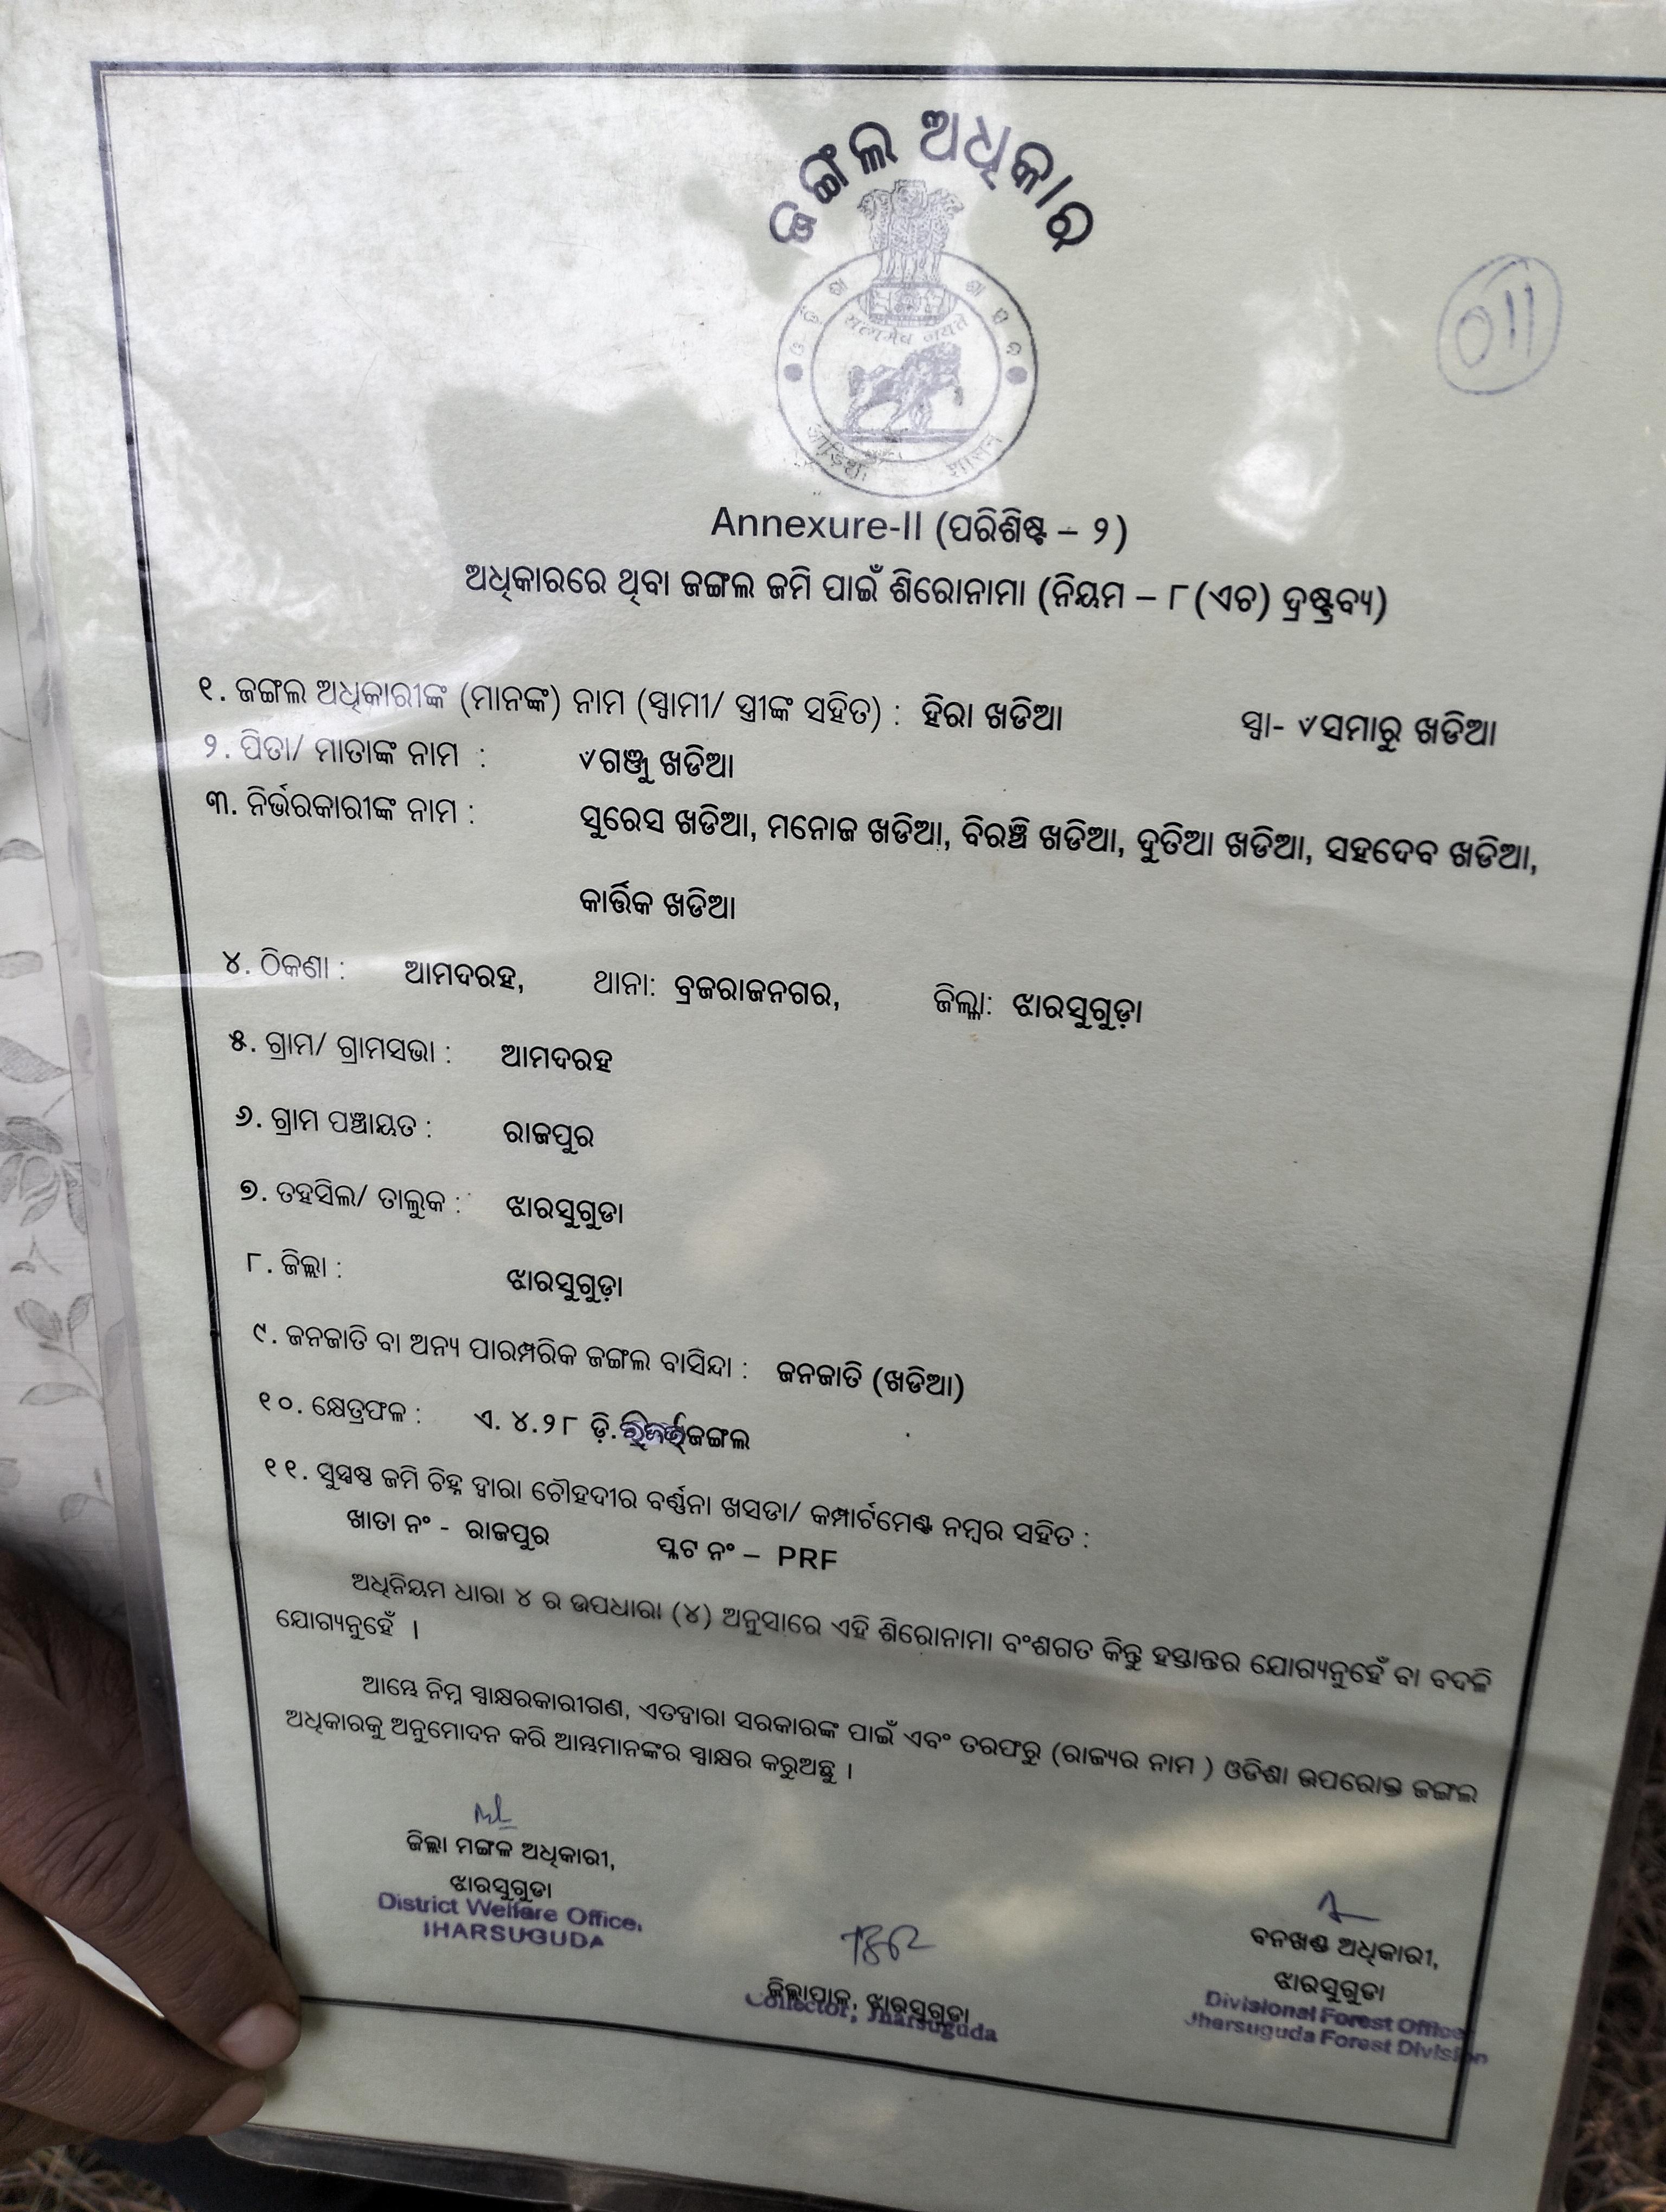 ଜଙ୍ଗଲ ଅଧିକାର
सत्यमेव जयते
शासन
୦୩୩
Annexure-II (ପରିଶିଷ୍ଟ – ୨)
ଅଧିକାରରେ ଥିବା ଜଙ୍ଗଲ ଜମି ପାଇଁ ଶିରୋନାମା (ନିୟମ – ୮(ଏଚ) ଦ୍ରଷ୍ଟବ୍ୟ)
୧. ଜଙ୍ଗଲ ଅଧିକାରୀଙ୍କ (ମାନଙ୍କ) ନାମ (ସ୍ୱାମୀ/ ସ୍ତ୍ରୀଙ୍କ ସହିତ) : ହିରା ଖଡିଆ ସ୍ୱା- ୰ସମାରୁ ଖଡିଆ
୨. ପିତା/ ମାତାଙ୍କ ନାମ : ୰ଗଞ୍ଜୁ ଖଡିଆ
୩. ନିର୍ଭରକାରୀଙ୍କ ନାମ : ସୁରେସ ଖଡିଆ, ମନୋଜ ଖଡିଆ, ବିରଞ୍ଚି ଖଡିଆ, ଦୁତିଆ ଖଡିଆ, ସହଦେବ ଖଡିଆ,
କାର୍ତ୍ତିକ ଖଡିଆ
୪. ଠିକଣା : ଆମଦରହ, ଥାନା: ବ୍ରଜରାଜନଗର, ଜିଲ୍ଲା: ଝାରସୁଗୁଡ଼ା
୫. ଗ୍ରାମ/ ଗ୍ରାମସଭା : ଆମଦରହ
୬. ଗ୍ରାମ ପଞ୍ଚାୟତ : ରାଜପୁର
୭. ତହସିଲ/ ତାଲୁକ : ଝାରସୁଗୁଡା
୮. ଜିଲ୍ଲା : ଝାରସୁଗୁଡ଼ା
୯. ଜନଜାତି ବା ଅନ୍ୟ ପାରମ୍ପରିକ ଜଙ୍ଗଲ ବାସିନ୍ଦା : ଜନଜାତି (ଖଡିଆ)
୧୦. କ୍ଷେତ୍ରଫଳ : ଏ. ୪.୨୮ ଡ଼ି. ଜଙ୍ଗଲ
୧୧. ସୁସ୍ପଷ୍ଠ ଜମି ଚିହ୍ନ ଦ୍ୱାରା ଚୌହଦୀର ବର୍ଣ୍ଣନା ଖସଡା/ କମ୍ପାର୍ଟମେଣ୍ଟ ନମ୍ବର ସହିତ :
ଖାତା ନଂ - ରାଜପୁର ପ୍ଳଟ ନଂ – PRF
ଅଧିନିୟମ ଧାରା ୪ ର ଉପଧାରା (୪) ଅନୁସାରେ ଏହି ଶିରୋନାମା ବଂଶଗତ କିନ୍ତୁ ହସ୍ତାନ୍ତର ଯୋଗ୍ୟନୁହେଁ ବା ବଦଳି
ଯୋଗ୍ୟନୁହେଁ ।
ଆମ୍ଭେ ନିମ୍ନ ସ୍ୱାକ୍ଷରକାରୀଗଣ, ଏତଦ୍ୱାରା ସରକାରଙ୍କ ପାଇଁ ଏବଂ ତରଫରୁ (ରାଜ୍ୟର ନାମ ) ଓଡିଶା ଉପରୋକ୍ତ ଜଙ୍ଗଲ
ଅଧିକାରକୁ ଅନୁମୋଦନ କରି ଆମ୍ଭମାନଙ୍କର ସ୍ୱାକ୍ଷର କରୁଅଛୁ ।
ଜିଲ୍ଲା ମଙ୍ଗଳ ଅଧିକାରୀ,
ଝାରସୁଗୁଡା
District Welfare Office,
JHARSUGUDA
ଜିଲ୍ଲାପାଳ, ଝାରସୁଗୁଡା
Collector, Jharsuguda
ବନଖଣ୍ଡ ଅଧିକାରୀ,
ଝାରସୁଗୁଡା
Divisional Forest Officer
Jharsuguda Forest Division